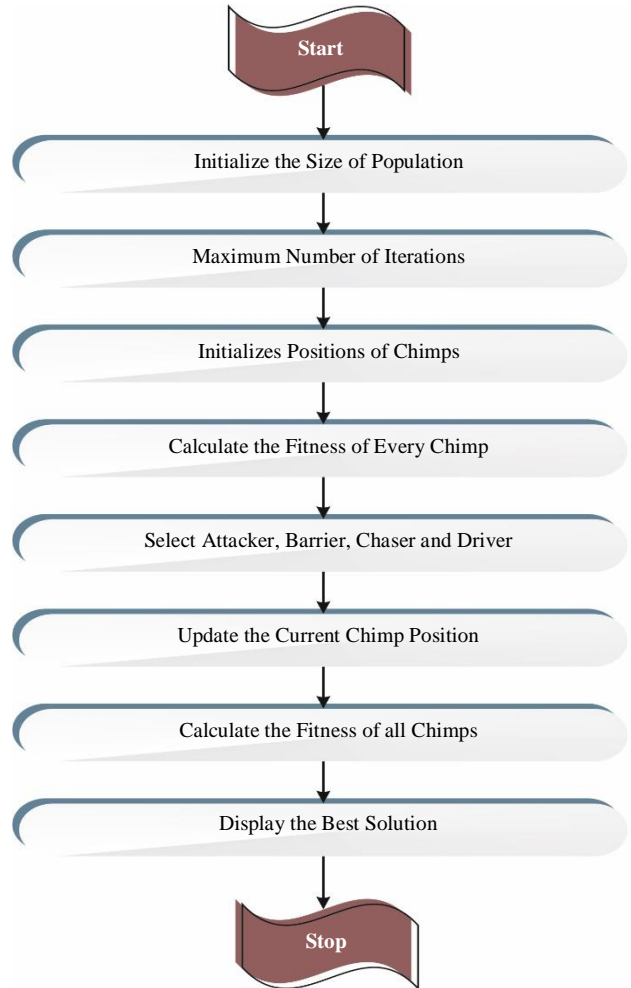 Start
Initialize the Size of Population
Maximum Number of Iterations
Initializes Positions of Chimps
Calculate the Fitness of Every Chimp
Select Attacker, Barrier, Chaser and Driver
Update the Current Chimp Position
Calculate the Fitness of all Chimps
Display the Best Solution
Stop